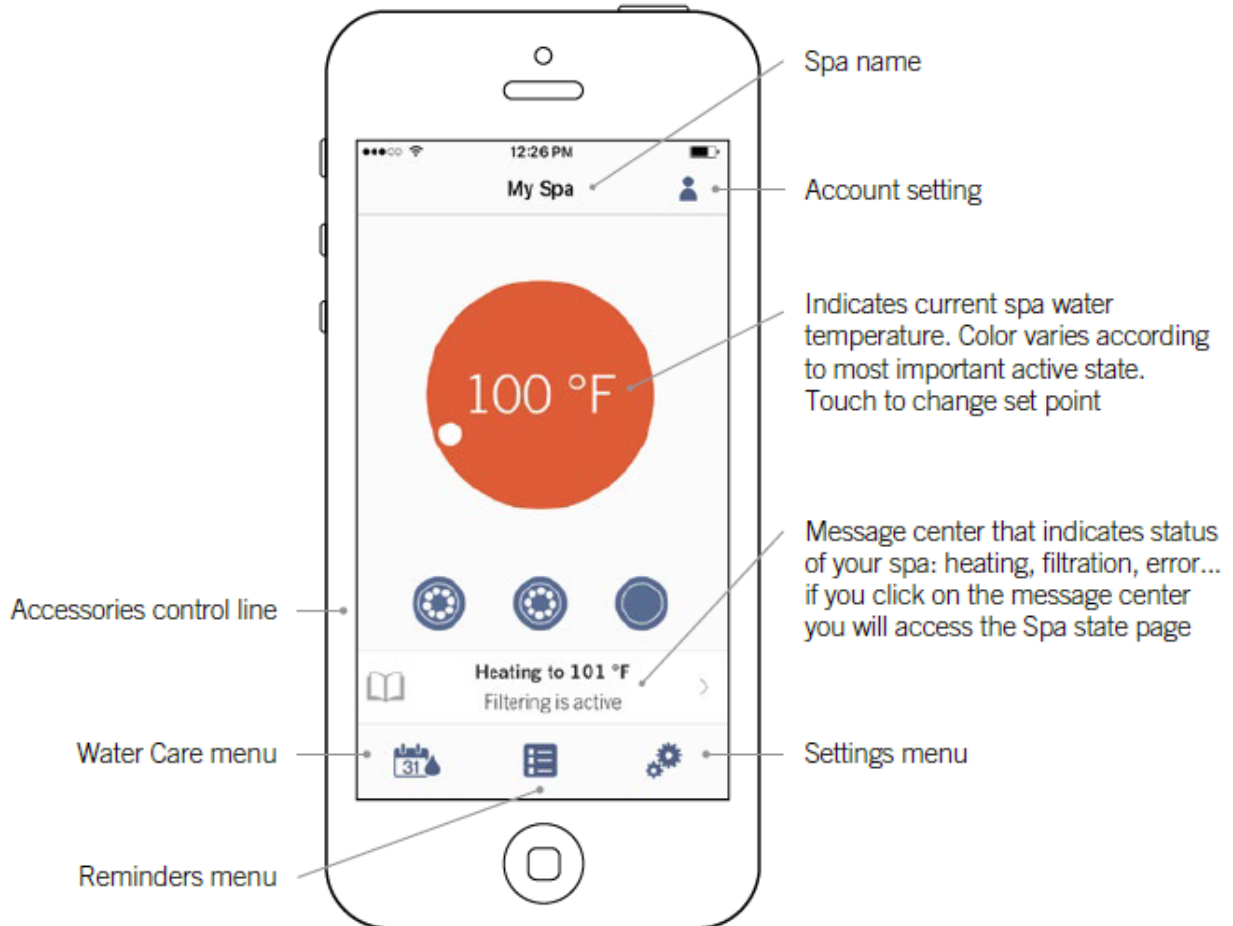 Spa name
12:26 PM
My Spa
Account setting
Indicates current spa water
temperature. Color varies according
to most important active state.
Touch to change set point
100 °F
Message center that indicates status
of your spa: heating, filtration, error...
if you click on the message center
you will access the Spa state page
Accessories control line
Heating to 101 °F
Filtering is active
Water Care menu
31
Settings menu
Reminders menu